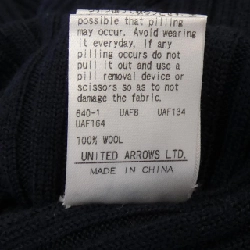 possible that pilling
may occur. Avoid wearing
it everyday. If any
pilling occurs do not
pull it out and use a
pill removal device or
scissors so as to not
damage the fabric.
840-1 UAFB UAF134
UAF164
100% WOOL
UNITED ARROWS LTD.
MADE IN CHINA